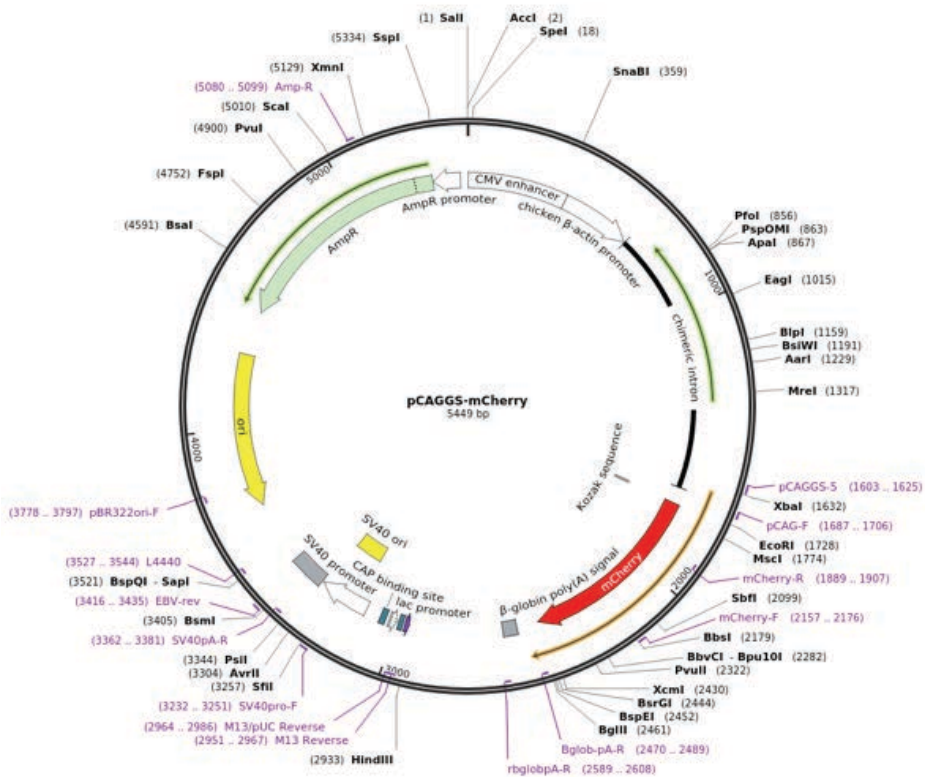 (1) SalI
AccI (2)
SpeI (18)
SnaBI (359)
PfoI (856)
PspOMI (863)
ApaI (867)
EagI (1015)
BlpI (1159)
BsiWI (1191)
AarI (1229)
MreI (1317)
pCAGGS-5 (1603 .. 1625)
XbaI (1632)
pCAG-F (1687 .. 1706)
EcoRI (1728)
MscI (1774)
mCherry-R (1889 .. 1907)
SbfI (2099)
mCherry-F (2157 .. 2176)
BbsI (2179)
BbvCI - Bpu10I (2282)
PvuII (2322)
XcmI (2430)
BsrGI (2444)
BspEI (2452)
BglII (2461)
Bglob-pA-R (2470 .. 2489)
rbglobpA-R (2589 .. 2608)
(2933) HindIII
(2951 .. 2967) M13 Reverse
(2964 .. 2986) M13/pUC Reverse
(3232 .. 3251) SV40pro-F
(3257) SfiI
(3304) AvrII
(3344) PsiI
(3362 .. 3381) SV40pA-R
(3405) BsmI
(3416 .. 3435) EBV-rev
(3521) BspQI - SapI
(3527 .. 3544) L4440
(3778 .. 3797) pBR322ori-F
(4591) BsaI
(4752) FspI
(4900) PvuI
(5010) ScaI
(5080 .. 5099) Amp-R
(5129) XmnI
(5334) SspI
1000
2000
3000
4000
5000
CMV enhancer
chicken β-actin promoter
chimeric intron
Kozak sequence
mCherry
β-globin poly(A) signal
lac promoter
CAP binding site
SV40 promoter
SV40 ori
ori
AmpR
AmpR promoter
pCAGGS-mCherry
5449 bp